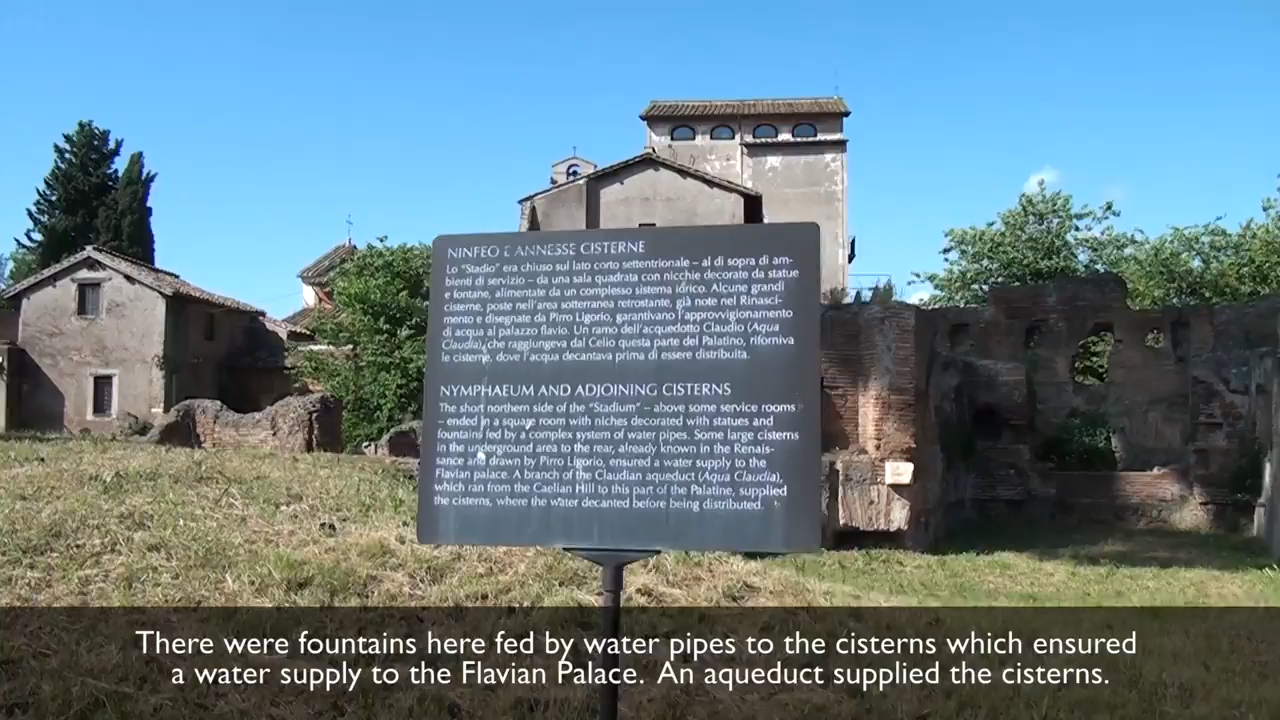 NINFEO E ANNESSE CISTERNE
Lo "Stadio" era chiuso sul lato corto settentrionale – al di sopra di am-
bienti di servizio – da una sala quadrata con nicchie decorate da statue
e fontane, alimentate da un complesso sistema idrico. Alcune grandi
cisterne, poste nell'area sotterranea retrostante, già note nel Rinasci-
mento e disegnate da Pirro Ligorio, garantivano l'approvvigionamento
di acqua al palazzo flavio. Un ramo dell'acquedotto Claudio (Aqua
Claudia), che raggiungeva dal Celio questa parte del Palatino, riforniva
le cisterne, dove l'acqua decantava prima di essere distribuita.
NYMPHAEUM AND ADJOINING CISTERNS
The short northern side of the "Stadium" – above some service rooms
– ended in a square room with niches decorated with statues and
fountains fed by a complex system of water pipes. Some large cisterns
in the underground area to the rear, already known in the Renais-
sance and drawn by Pirro Ligorio, ensured a water supply to the
Flavian palace. A branch of the Claudian aqueduct (Aqua Claudia),
which ran from the Caelian Hill to this part of the Palatine, supplied
the cisterns, where the water decanted before being distributed.
There were fountains here fed by water pipes to the cisterns which ensured
a water supply to the Flavian Palace. An aqueduct supplied the cisterns.